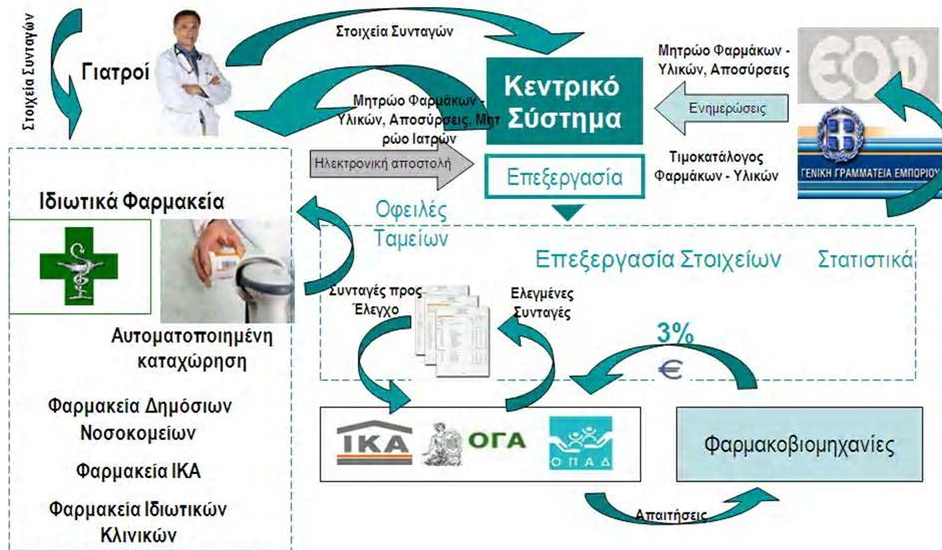 Στοιχεία Συνταγών
Γιατροί
Στοιχεία Συνταγών
Κεντρικό
Σύστημα
Μητρώο Φαρμάκων -
Υλικών, Αποσύρσεις
ΕΟΦ
Ενημερώσεις
Μητρώο Φαρμάκων -
Υλικών, Αποσύρσεις, Μητ
ρώο Ιατρών
Ηλεκτρονική αποστολή
Επεξεργασία
Τιμοκατάλογος
Φαρμάκων - Υλικών
ΓΕΝΙΚΗ ΓΡΑΜΜΑΤΕΙΑ ΕΜΠΟΡΙΟΥ
Ιδιωτικά Φαρμακεία
Αυτοματοποιημένη
καταχώρηση
Φαρμακεία Δημόσιων
Νοσοκομείων
Φαρμακεία ΙΚΑ
Φαρμακεία Ιδιωτικών
Κλινικών
Οφειλές
Ταμείων
Επεξεργασία Στοιχείων
Στατιστικά
Συνταγές προς
Έλεγχο
Ελεγμένες
Συνταγές
3%
€
ΙΚΑ
ΟΓΑ
ΟΠΑΔ
Φαρμακοβιομηχανίες
Απαιτήσεις